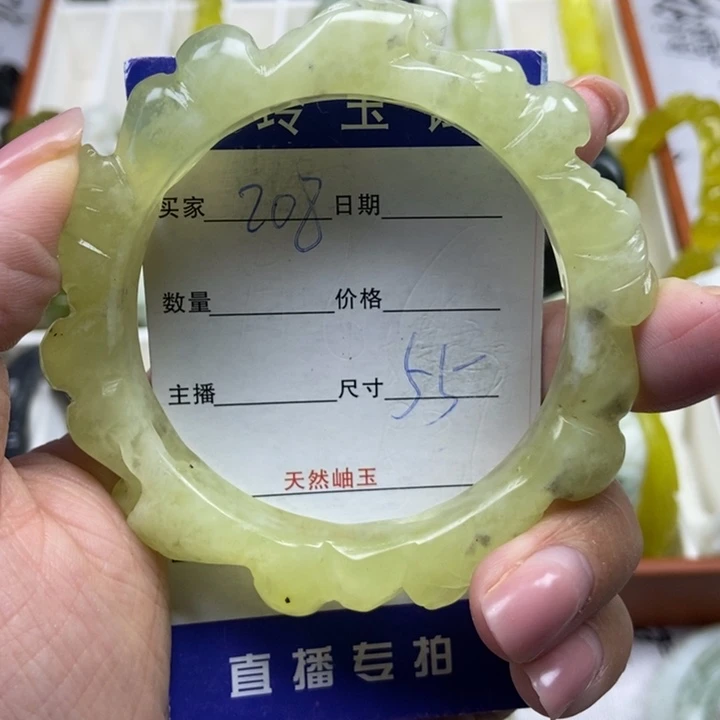 玉
买家 208 日期
数量 价格
主播 尺寸 55
天然岫玉
直播专拍